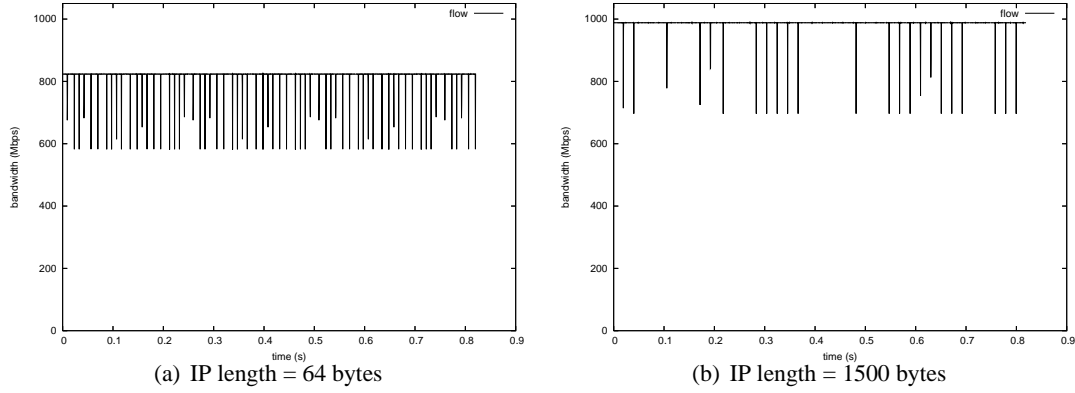 1000
800
600
400
200
0
bandwidth (Mbps)
flow
0 0.1 0.2 0.3 0.4 0.5 0.6 0.7 0.8 0.9
time (s)
(a) IP length = 64 bytes
1000
800
600
400
200
0
bandwidth (Mbps)
flow
0 0.1 0.2 0.3 0.4 0.5 0.6 0.7 0.8 0.9
time (s)
(b) IP length = 1500 bytes